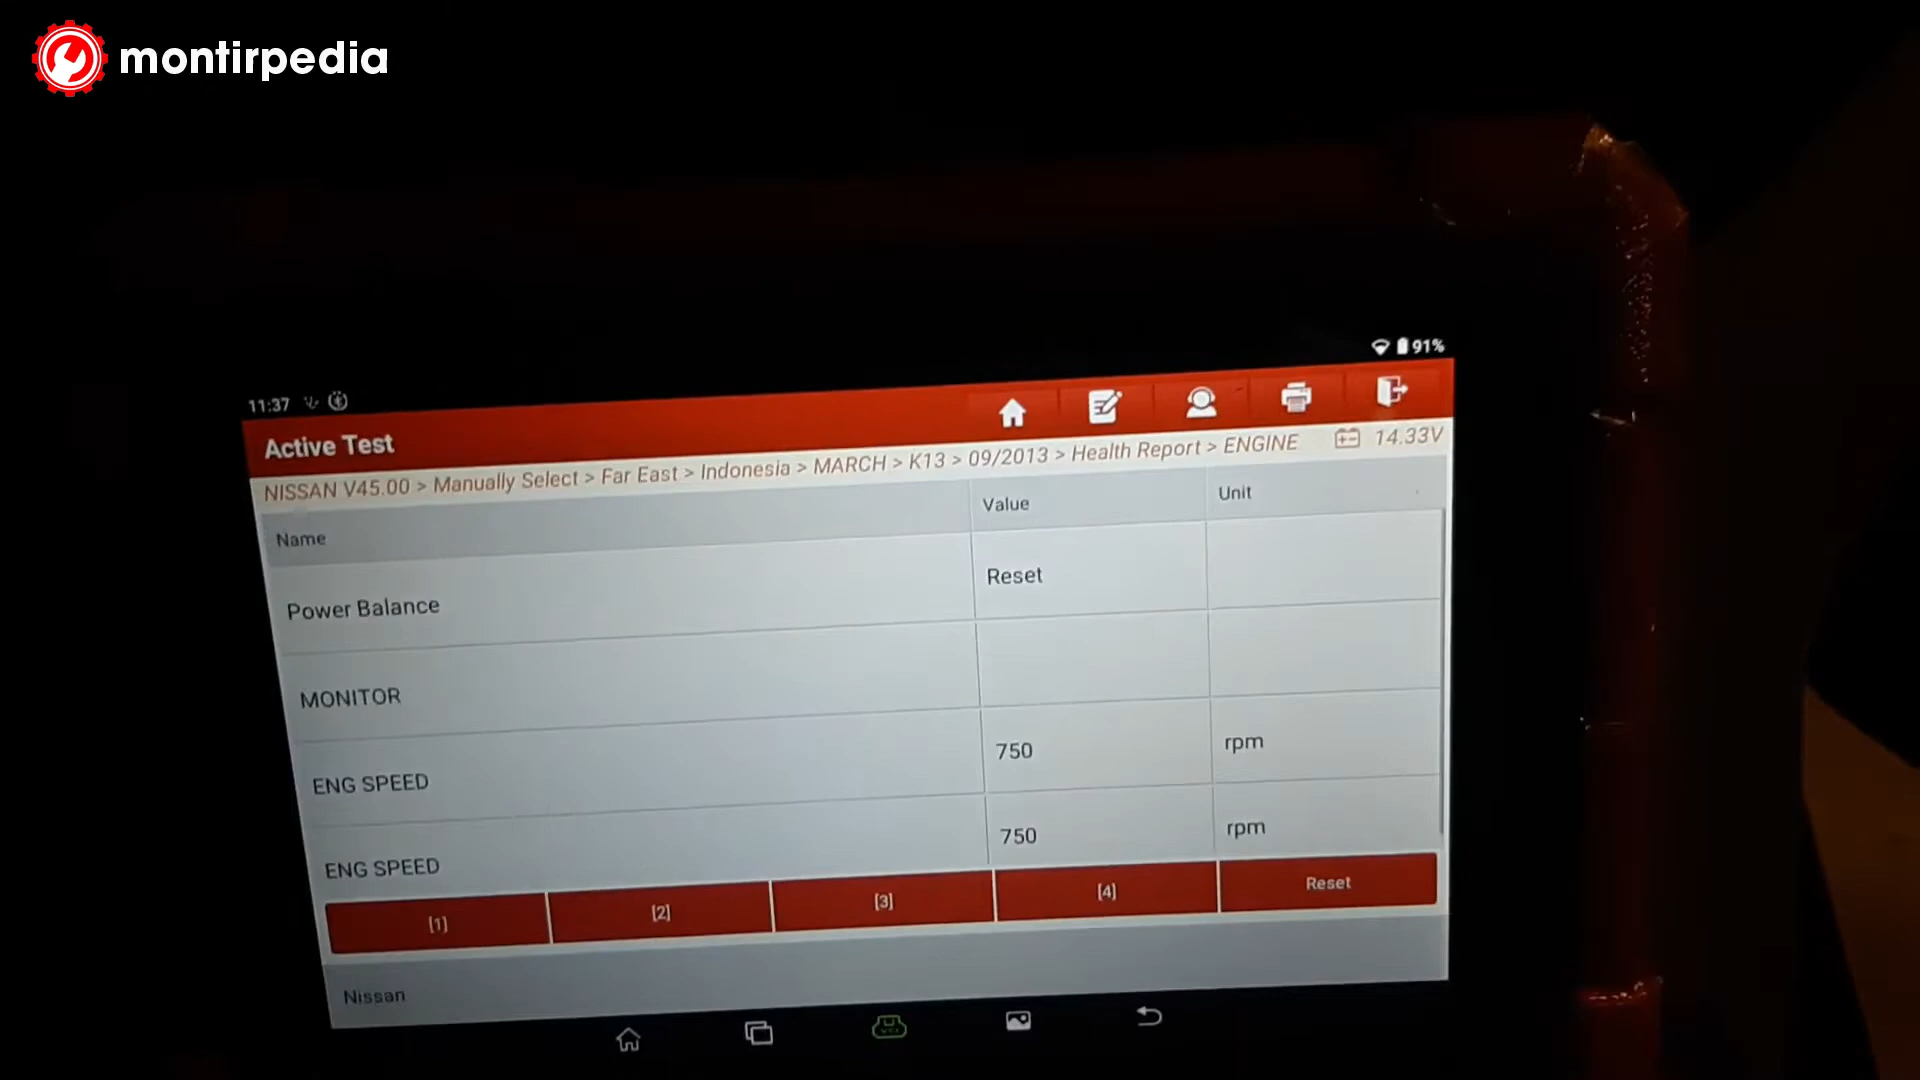 montirpedia
91%
11:37
Active Test
NISSAN V45.00 > Manually Select > Far East > Indonesia > MARCH > K13 > 09/2013 > Health Report > ENGINE 14.33V
Name Value Unit
Power Balance Reset
MONITOR
ENG SPEED 750 rpm
ENG SPEED 750 rpm
[1] [2] [3] [4] Reset
Nissan
VCI